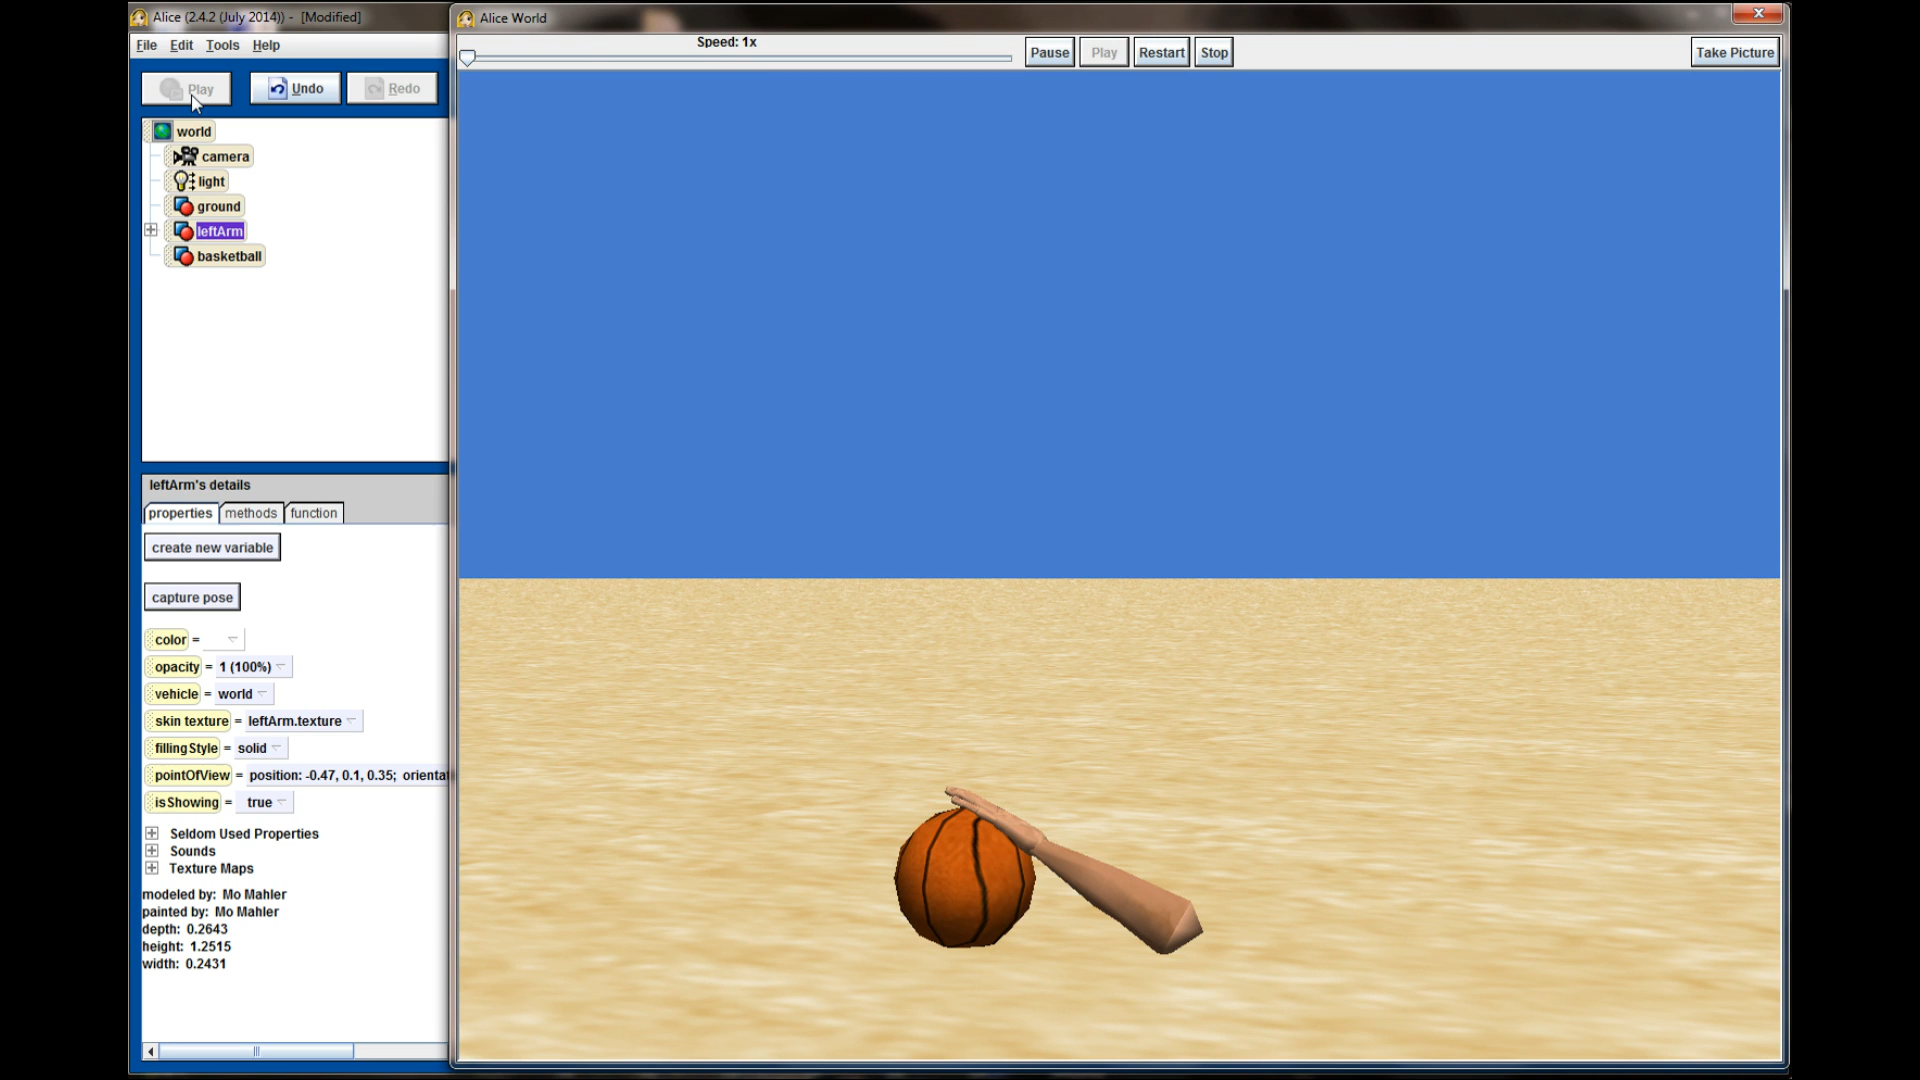 Alice (2.4.2 (July 2014)) - [Modified]
File Edit Tools Help
Play Undo Redo
world
camera
light
ground
leftArm
basketball
leftArm's details
properties methods function
create new variable
capture pose
color =
opacity = 1 (100%)
vehicle = world
skin texture = leftArm.texture
fillingStyle = solid
pointOfView = position: -0.47, 0.1, 0.35; orienta
isShowing = true
Seldom Used Properties
Sounds
Texture Maps
modeled by: Mo Mahler
painted by: Mo Mahler
depth: 0.2643
height: 1.2515
width: 0.2431
Alice World
Speed: 1x
Pause Play Restart Stop Take Picture